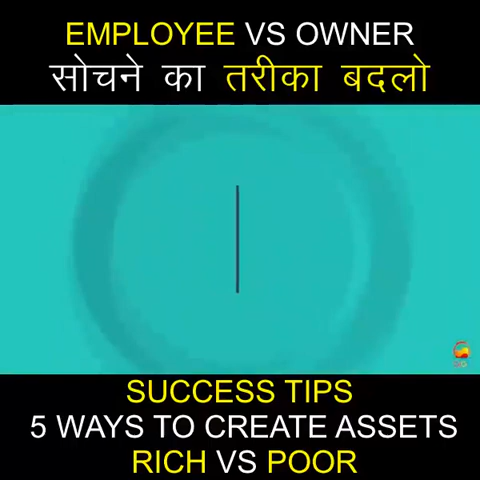 EMPLOYEE VS OWNER
सोचने का तरीका बदलो
SUCCESS TIPS
5 WAYS TO CREATE ASSETS
RICH VS POOR